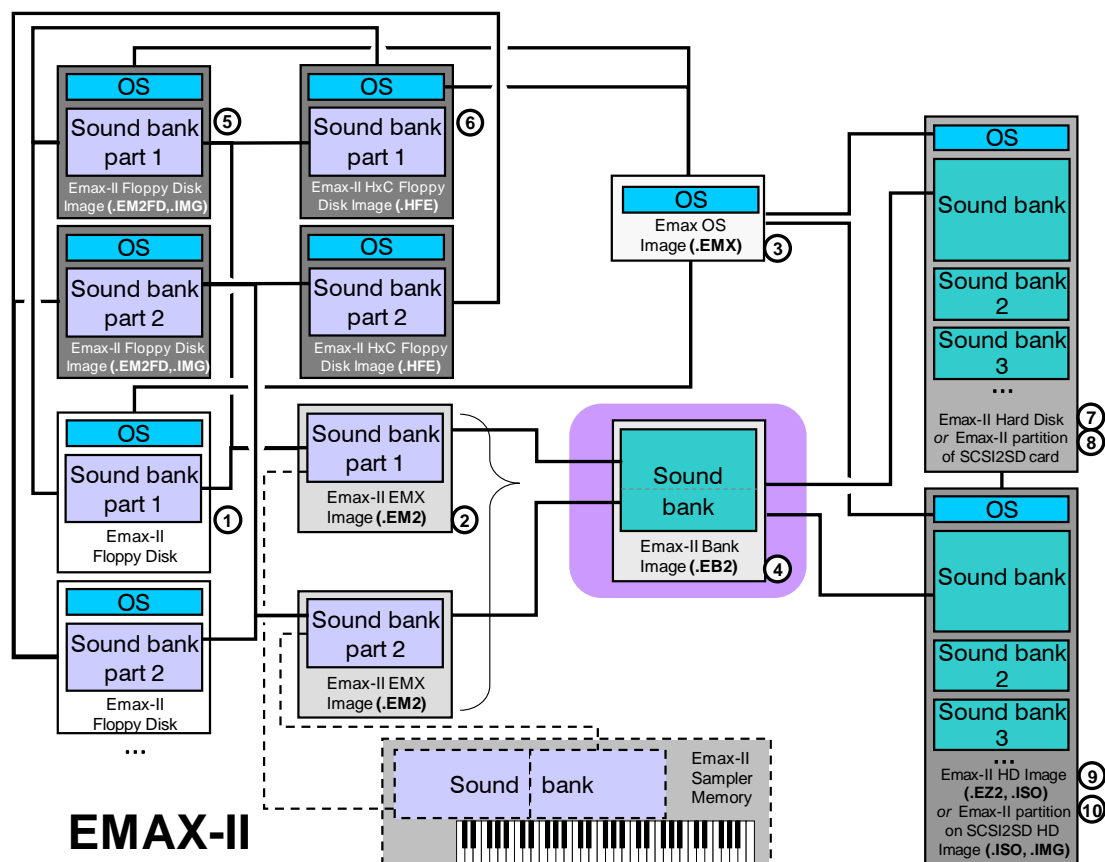 OS
Sound bank
part 1
5
Emax-II Floppy Disk
Image (.EM2FD,.IMG)
OS
Sound bank
part 1
6
Emax-II HxC Floppy
Disk Image (.HFE)
OS
Sound bank
part 2
Emax-II Floppy Disk
Image (.EM2FD,.IMG)
OS
Sound bank
part 2
Emax-II HxC Floppy
Disk Image (.HFE)
OS
Emax OS
Image (.EMX)
3
OS
Sound bank
Sound bank
2
Sound bank
3
...
Emax-II Hard Disk
or Emax-II partition
of SCSI2SD card
7
8
OS
Sound bank
part 1
1
Emax-II
Floppy Disk
Sound bank
part 1
Emax-II EMX
Image (.EM2)
2
Sound
bank
Emax-II Bank
Image (.EB2)
4
OS
Sound bank
part 2
Emax-II
Floppy Disk
...
Sound bank
part 2
Emax-II EMX
Image (.EM2)
OS
Sound bank
Sound bank
2
Sound bank
3
...
Emax-II HD Image
(.EZ2, .ISO)
or Emax-II partition
on SCSI2SD HD
Image (.ISO, .IMG)
9
10
Sound bank
Emax-II
Sampler
Memory
EMAX-II